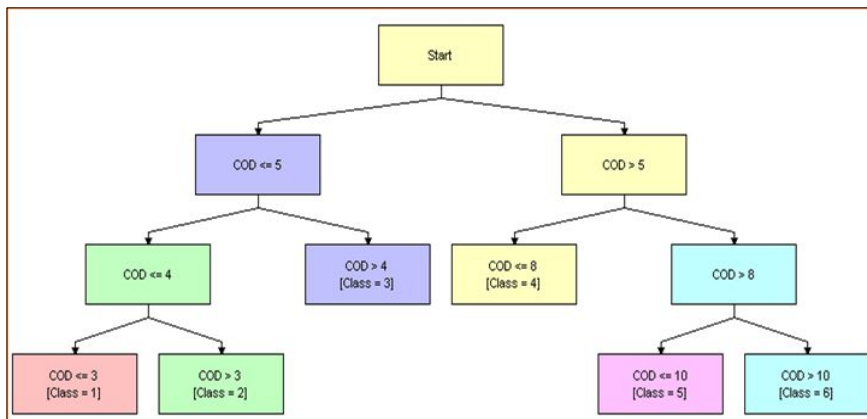 Start
COD <= 5
COD > 5
COD <= 4
COD > 4
[Class = 3]
COD <= 8
[Class = 4]
COD > 8
COD <= 3
[Class = 1]
COD > 3
[Class = 2]
COD <= 10
[Class = 5]
COD > 10
[Class = 6]